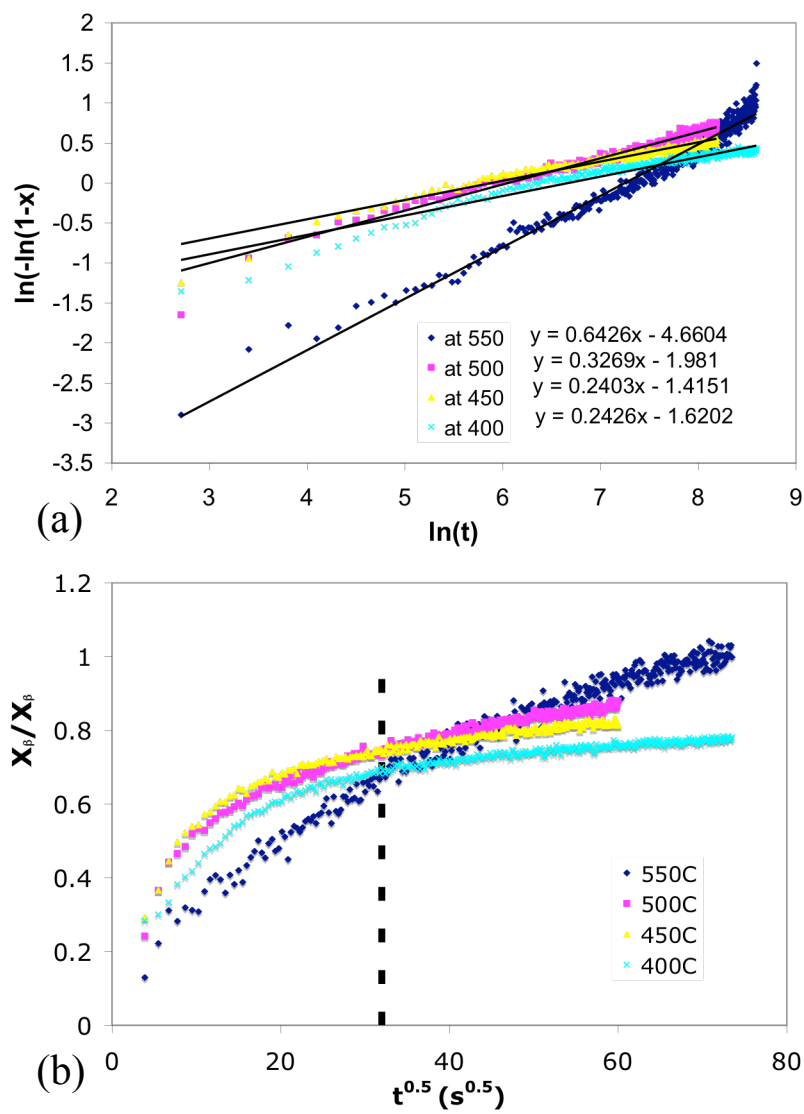 2
1.5
1
0.5
0
-0.5
-1
-1.5
-2
-2.5
-3
-3.5
ln(-ln(1-x)
at 550
at 500
at 450
at 400
y = 0.6426x - 4.6604
y = 0.3269x - 1.981
y = 0.2403x - 1.4151
y = 0.2426x - 1.6202
2 3 4 5 6 7 8 9
(a)
ln(t)
1.2
1
0.8
0.6
0.4
0.2
0
Xᵦ/Xᵦ
550C
500C
450C
400C
0 20 40 60 80
(b)
t^0.5 (s^0.5)